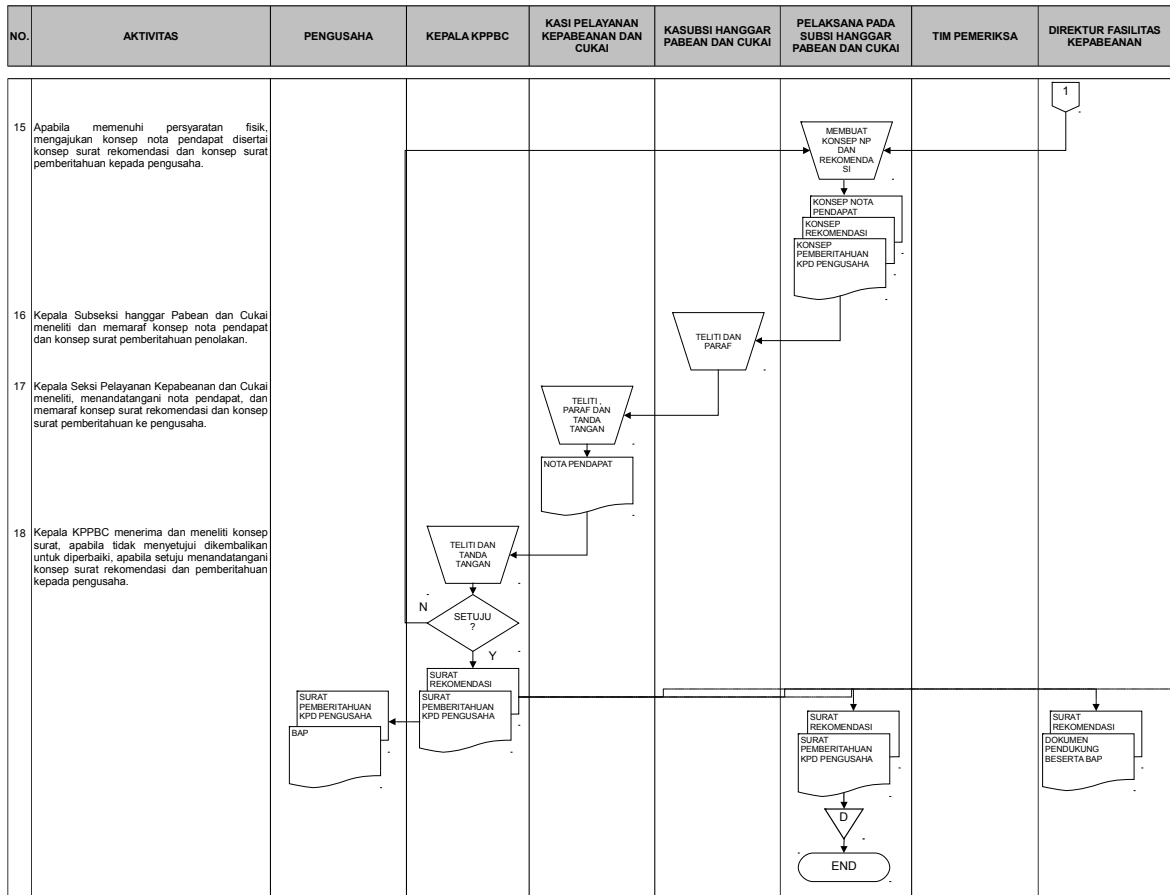 NO.
AKTIVITAS
PENGUSAHA
KEPALA KPPBC
KASI PELAYANAN
KEPABEANAN DAN
CUKAI
KASUBSI HANGGAR
PABEAN DAN CUKAI
PELAKSANA PADA
SUBSI HANGGAR
PABEAN DAN CUKAI
TIM PEMERIKSA
DIREKTUR FASILITAS
KEPABEANAN
1
15 Apabila memenuhi persyaratan fisik,
mengajukan konsep nota pendapat disertai
konsep surat rekomendasi dan konsep surat
pemberitahuan kepada pengusaha.
MEMBUAT
KONSEP NP
DAN
REKOMENDA
SI
KONSEP NOTA
PENDAPAT
KONSEP
REKOMENDASI
KONSEP
PEMBERITAHUAN
KPD PENGUSAHA
16 Kepala Subseksi hanggar Pabean dan Cukai
meneliti dan memaraf konsep nota pendapat
dan konsep surat pemberitahuan penolakan.
TELITI DAN
PARAF
17 Kepala Seksi Pelayanan Kepabeanan dan Cukai
meneliti, menandatangani nota pendapat, dan
memaraf konsep surat rekomendasi dan konsep
surat pemberitahuan ke pengusaha.
TELITI ,
PARAF DAN
TANDA
TANGAN
NOTA PENDAPAT
18 Kepala KPPBC menerima dan meneliti konsep
surat, apabila tidak menyetujui dikembalikan
untuk diperbaiki, apabila setuju menandatangani
konsep surat rekomendasi dan pemberitahuan
kepada pengusaha.
TELITI DAN
TANDA
TANGAN
N
SETUJU
?
Y
SURAT
REKOMENDASI
SURAT
PEMBERITAHUAN
KPD PENGUSAHA
SURAT
PEMBERITAHUAN
KPD PENGUSAHA
BAP
SURAT
REKOMENDASI
SURAT
PEMBERITAHUAN
KPD PENGUSAHA
SURAT
REKOMENDASI
DOKUMEN
PENDUKUNG
BESERTA BAP
D
END